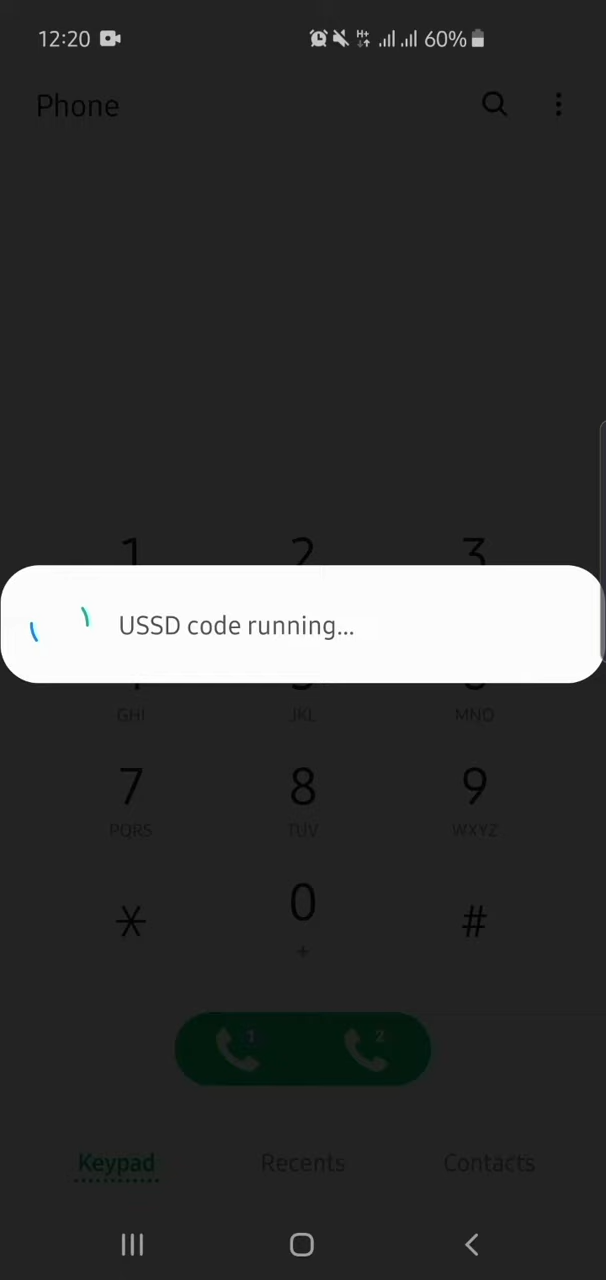 12:20 H+ 60%
Phone
1 2 3
USSD code running...
GHI JKL MNO
7 8 9
PQRS TUV WXYZ
* 0 #
+
1 2
Keypad Recents Contacts